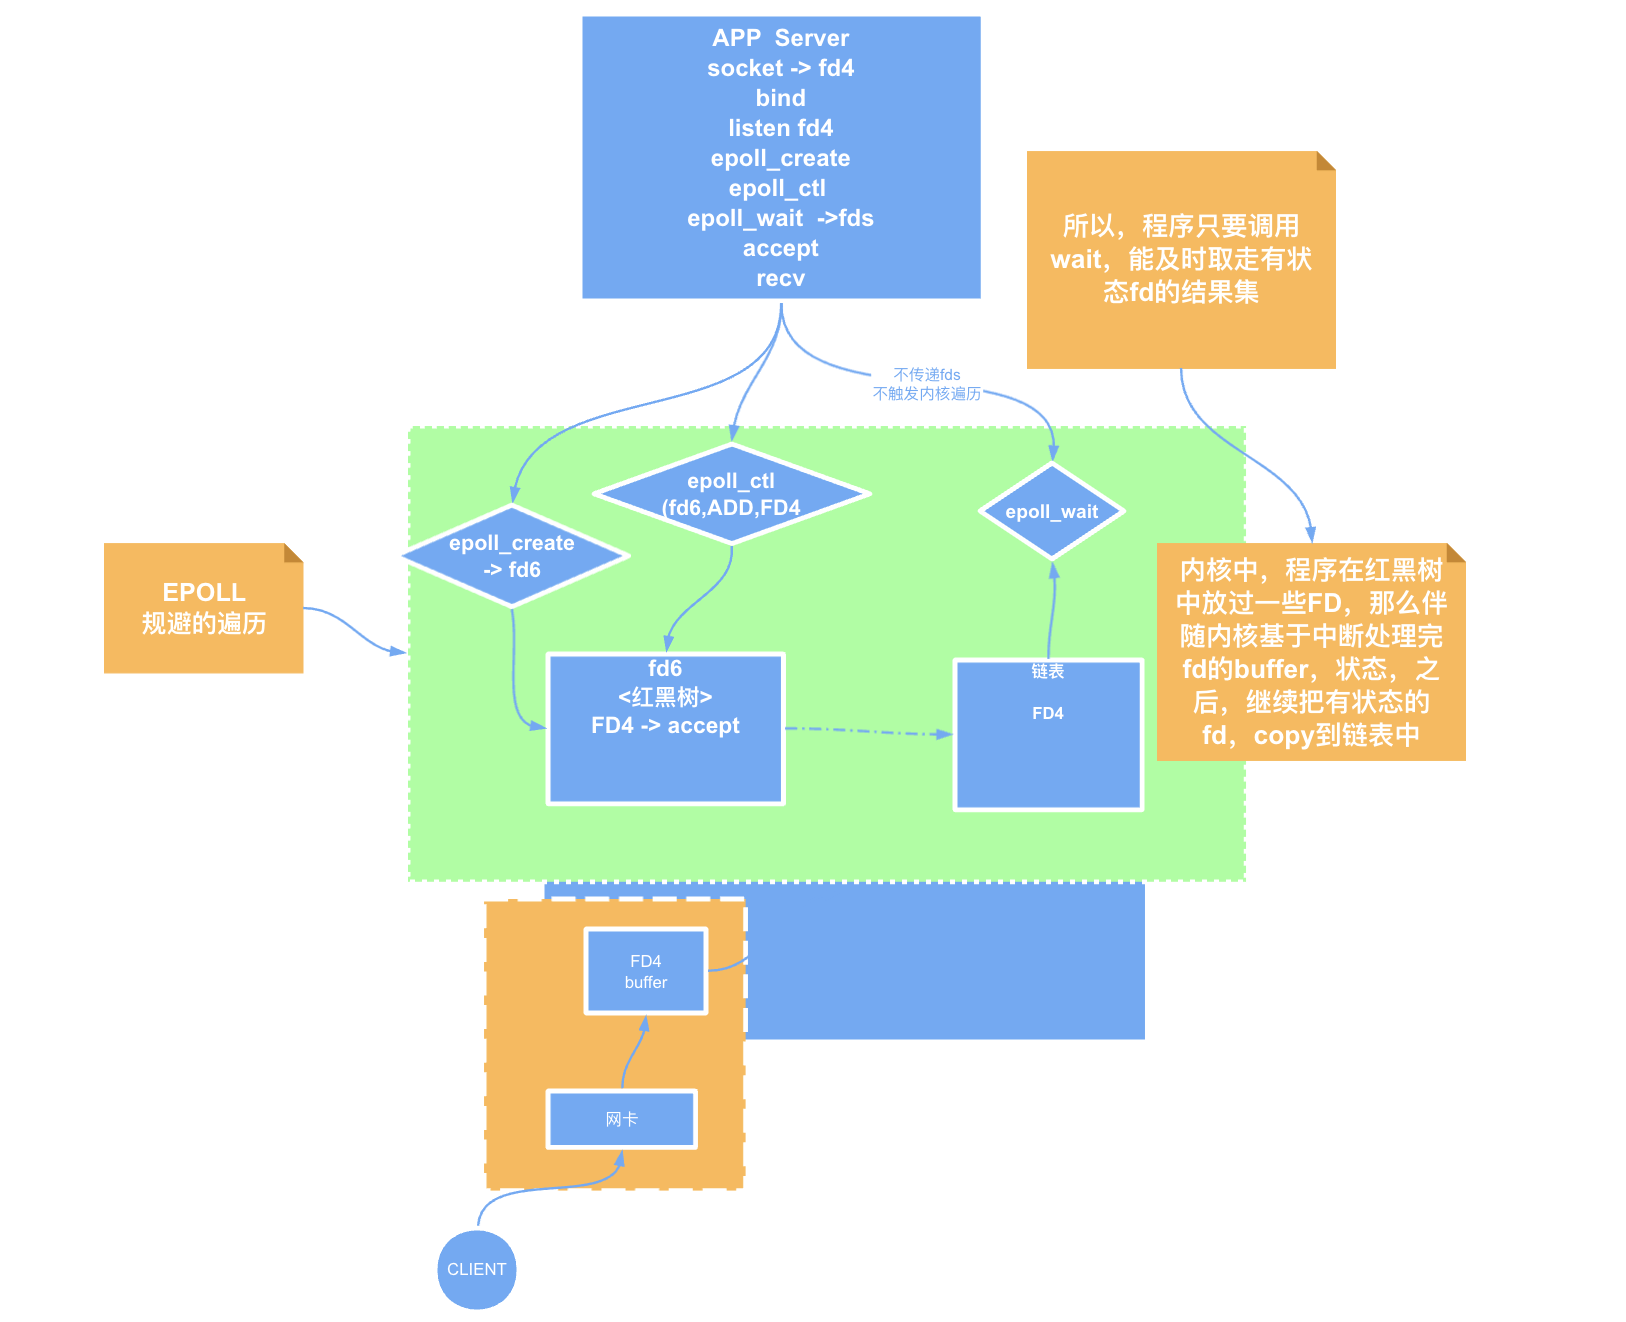 APP  Server
socket -> fd4
bind
listen fd4
epoll_create
epoll_ctl
epoll_wait  ->fds
accept
recv
所以，程序只要调用
wait，能及时取走有状
态fd的结果集
不传递fds
不触发内核遍历
epoll_ctl
(fd6,ADD,FD4
epoll_wait
epoll_create
-> fd6
EPOLL
规避的遍历
内核中，程序在红黑树
中放过一些FD，那么伴
随内核基于中断处理完
fd的buffer，状态，之
后，继续把有状态的
fd，copy到链表中
fd6
<红黑树>
FD4 -> accept
链表
FD4
FD4
buffer
网卡
CLIENT